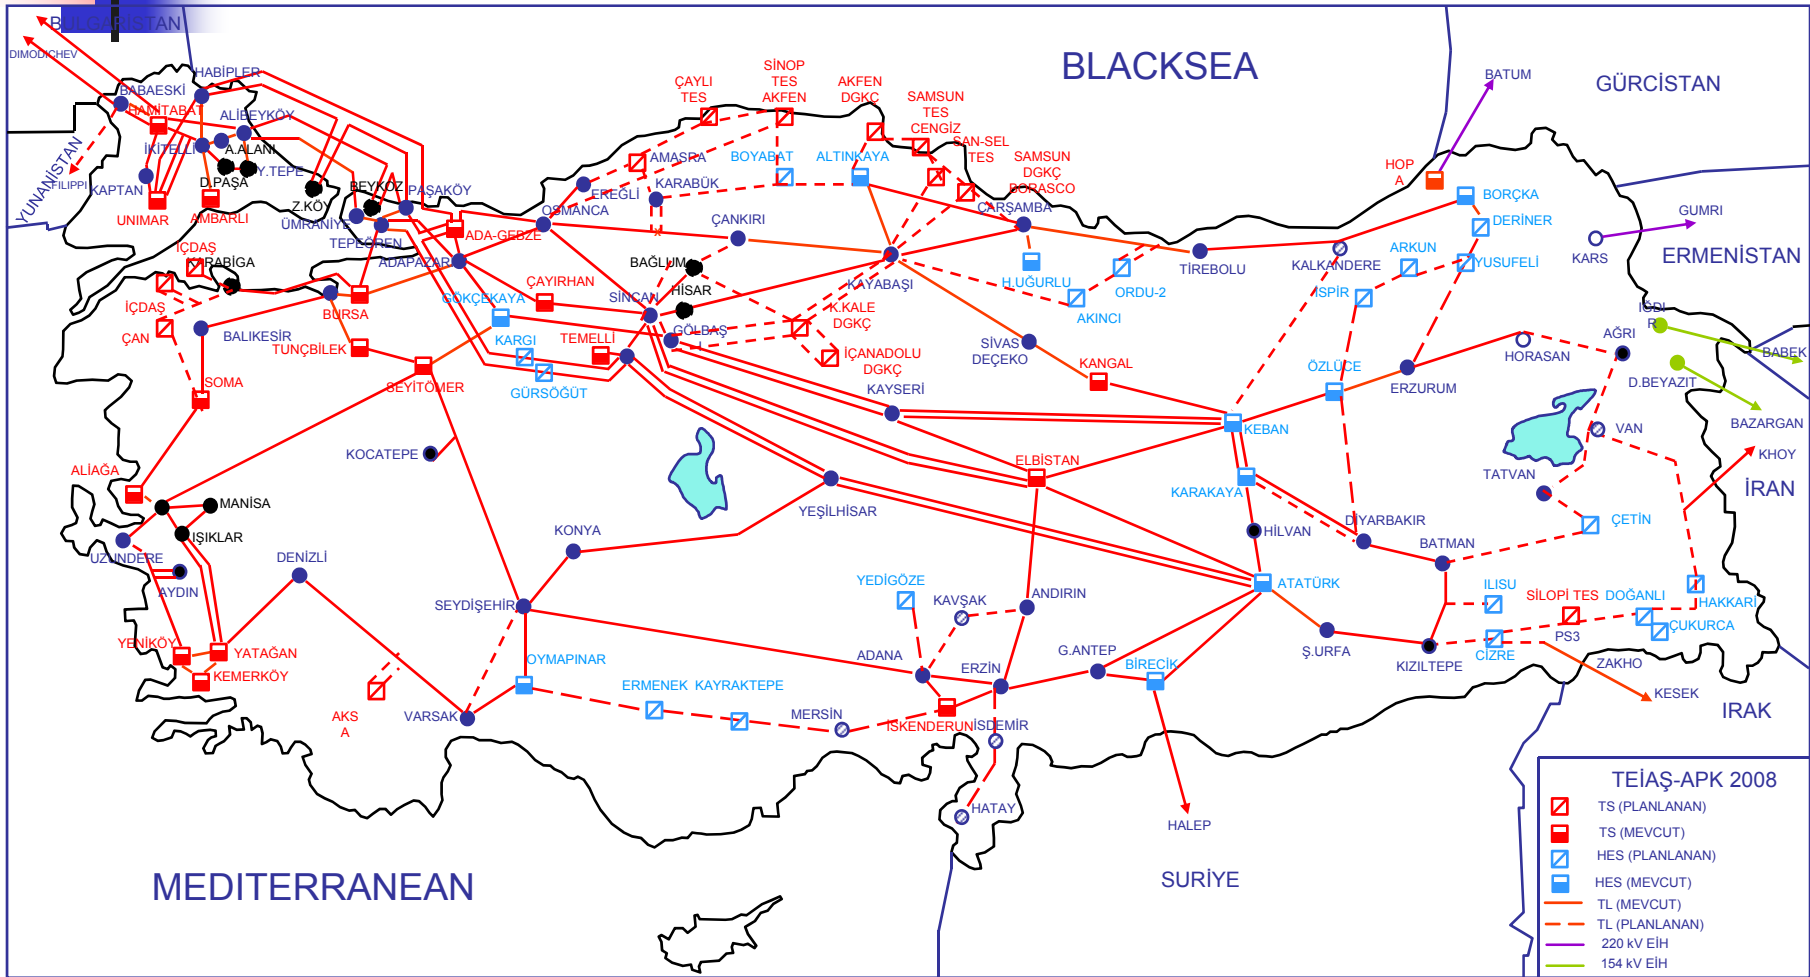 BULGARİSTAN
DIMODICHEV
HABİPLER
BABAESKİ
HAMİTABAT
ALİBEYKÖY
İKİTELLİ
A.ALANI
Y.TEPE
D.PAŞA
YUNANİSTAN
FILIPPI
KAPTAN
UNIMAR
AMBARLI
Z.KÖY
BEYKOZ
PAŞAKÖY
ÜMRANİYE
TEPEÖREN
ADA-GEBZE
ADAPAZARI
OSMANCA
EREĞLİ
AMASRA
KARABÜK
ÇAYLI
TES
SİNOP
TES
AKFEN
AKFEN
DGKÇ
SAMSUN
TES
CENGİZ
SAN-SEL
TES
SAMSUN
DGKÇ
BORASCO
BOYABAT
ALTINKAYA
ÇARŞAMBA
ÇANKIRI
BLACKSEA
BATUM
GÜRCİSTAN
HOP
A
BORÇKA
DERİNER
GUMRI
KARS
ERMENİSTAN
ARKUN
YUSUFELİ
KALKANDERE
TİREBOLU
İSPİR
H.UĞURLU
ORDU-2
AKINCI
KAYABAŞI
İÇDAŞ
KARABİGA
İÇDAŞ
ÇAN
BALIKESİR
BURSA
TUNÇBİLEK
SOMA
SEYİTÖMER
GÖKÇEKAYA
ÇAYIRHAN
KARGI
GÜRSÖĞÜT
TEMELLİ
SİNCAN
BAĞLUM
HİSAR
GÖLBAŞ
I
K.KALE
DGKÇ
İÇANADOLU
DGKÇ
SİVAS
DEÇEKO
KANGAL
KAYSERİ
ÖZLÜCE
ERZURUM
HORASAN
AĞRI
IĞDI
R
BABEK
D.BEYAZIT
BAZARGAN
KEBAN
VAN
KHOY
İRAN
TATVAN
ÇETİN
KOCATEPE
ALİAĞA
MANİSA
IŞIKLAR
UZUNDERE
AYDIN
DENİZLİ
KONYA
YEŞİLHİSAR
ELBİSTAN
KARAKAYA
HİLVAN
DİYARBAKIR
BATMAN
ATATÜRK
ILISU
SİLOPİ TES
DOĞANLI
HAKKARİ
ÇUKURCA
PS3
CİZRE
ZAKHO
KESEK
IRAK
KIZILTEPE
Ş.URFA
SEYDİŞEHİR
YEDİGÖZE
KAVŞAK
ANDIRIN
YENİKÖY
YATAĞAN
KEMERKÖY
AKS
A
VARSAK
OYMAPINAR
ERMENEK
KAYRAKTEPE
MERSİN
ADANA
ERZİN
G.ANTEP
BİRECİK
İSKENDERUN
İSDEMİR
HATAY
HALEP
SURİYE
MEDITERRANEAN
TEİAŞ-APK 2008
TS (PLANLANAN)
TS (MEVCUT)
HES (PLANLANAN)
HES (MEVCUT)
TL (MEVCUT)
TL (PLANLANAN)
220 kV EİH
154 kV EİH